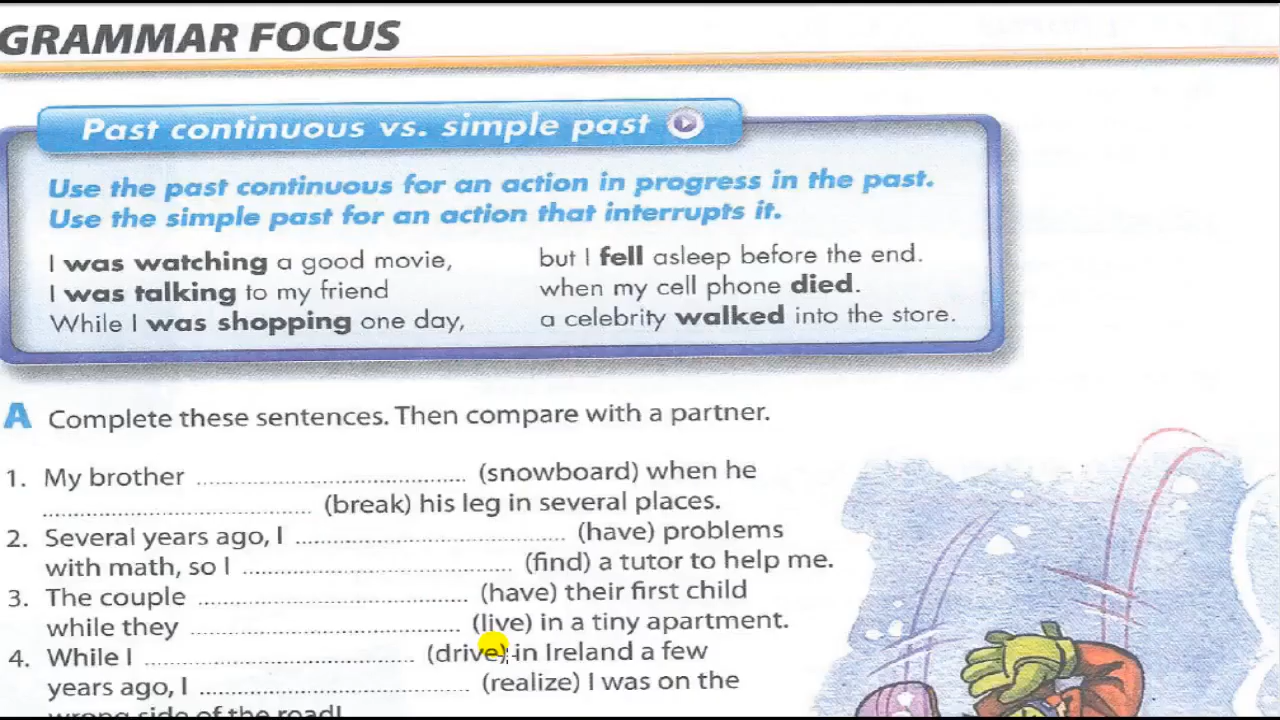 GRAMMAR FOCUS
Past continuous vs. simple past
Use the past continuous for an action in progress in the past.
Use the simple past for an action that interrupts it.
I was watching a good movie, but I fell asleep before the end.
I was talking to my friend when my cell phone died.
While I was shopping one day, a celebrity walked into the store.
A Complete these sentences. Then compare with a partner.
1. My brother ........................................ (snowboard) when he
........................................ (break) his leg in several places.
2. Several years ago, I ........................................ (have) problems
with math, so I ........................................ (find) a tutor to help me.
3. The couple ........................................ (have) their first child
while they ........................................ (live) in a tiny apartment.
4. While I ........................................ (drive) in Ireland a few
years ago, I ........................................ (realize) I was on the
wrong side of the road!